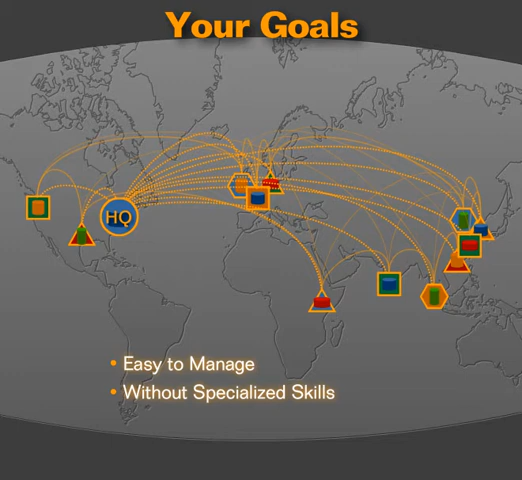 Your Goals
HQ
• Easy to Manage
• Without Specialized Skills